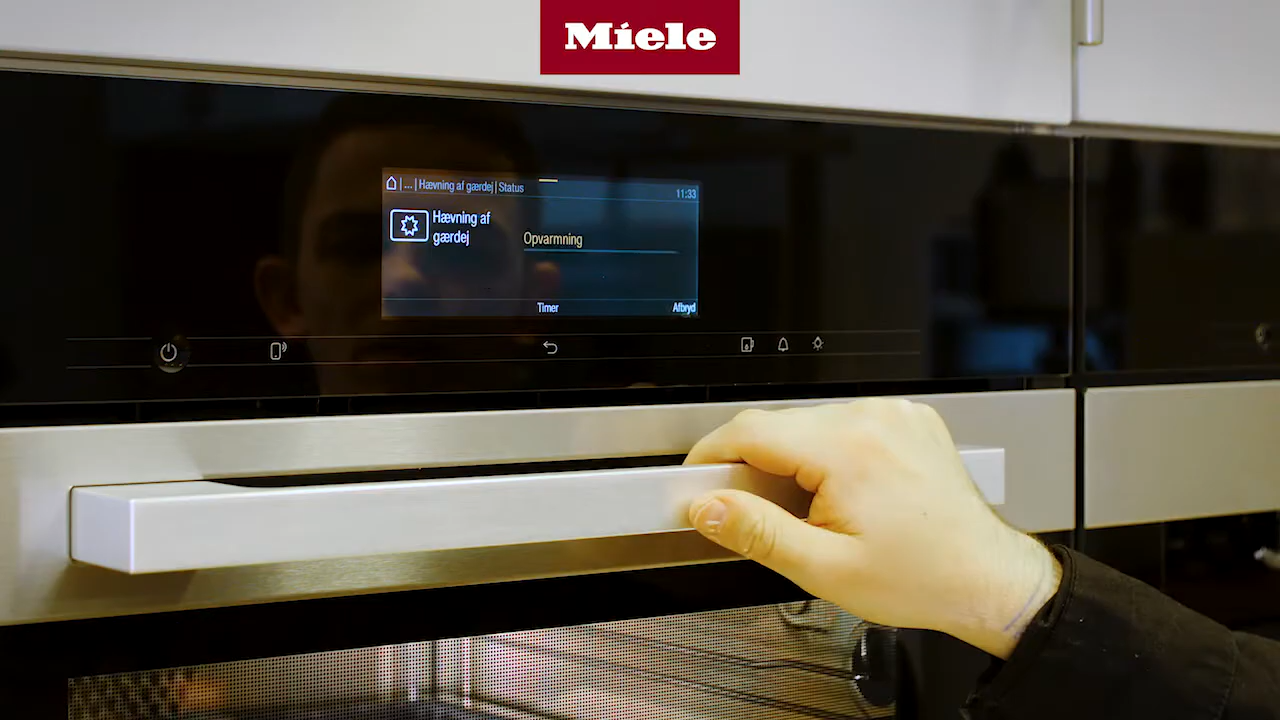 Miele
|...| Hævning af gærdej | Status
11:33
Hævning af
gærdej
Opvarmning
Timer
Afbryd